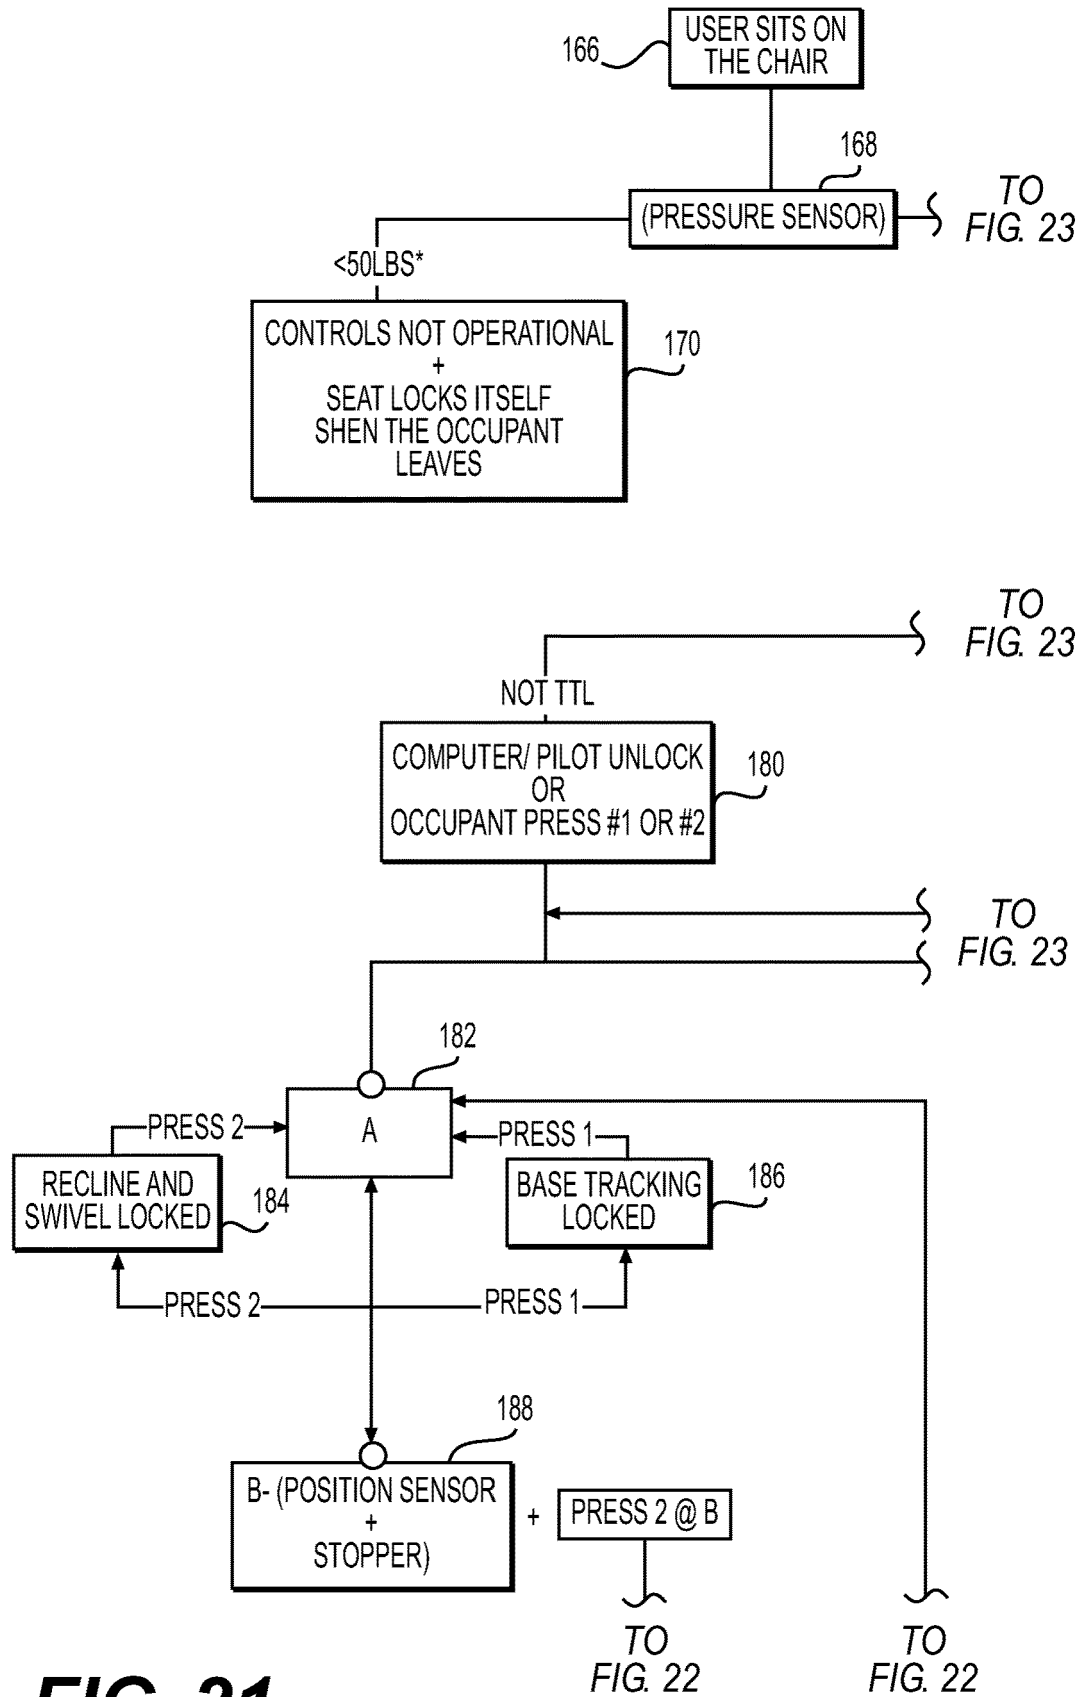 USER SITS ON
THE CHAIR
166
168
(PRESSURE SENSOR)
TO
FIG. 23
<50LBS*
CONTROLS NOT OPERATIONAL
+
SEAT LOCKS ITSELF
SHEN THE OCCUPANT
LEAVES
170
TO
FIG. 23
NOT TTL
COMPUTER/ PILOT UNLOCK
OR
OCCUPANT PRESS #1 OR #2
180
TO
FIG. 23
182
A
PRESS 2
PRESS 1
RECLINE AND
SWIVEL LOCKED
184
BASE TRACKING
LOCKED
186
PRESS 2
PRESS 1
188
B- (POSITION SENSOR
+
STOPPER)
+
PRESS 2 @ B
TO
FIG. 22
TO
FIG. 22
FIG. 21